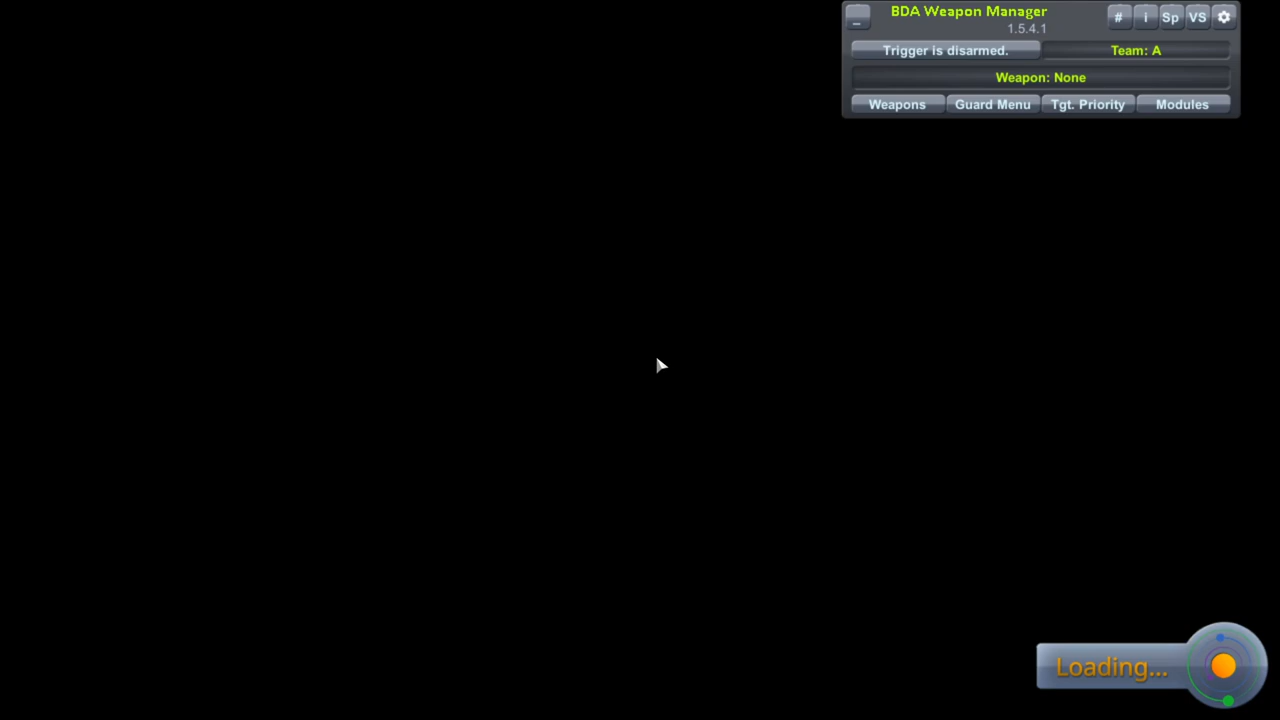 _
BDA Weapon Manager
# i Sp VS
1.5.4.1
Trigger is disarmed. Team: A
Weapon: None
Weapons Guard Menu Tgt. Priority Modules
Loading...